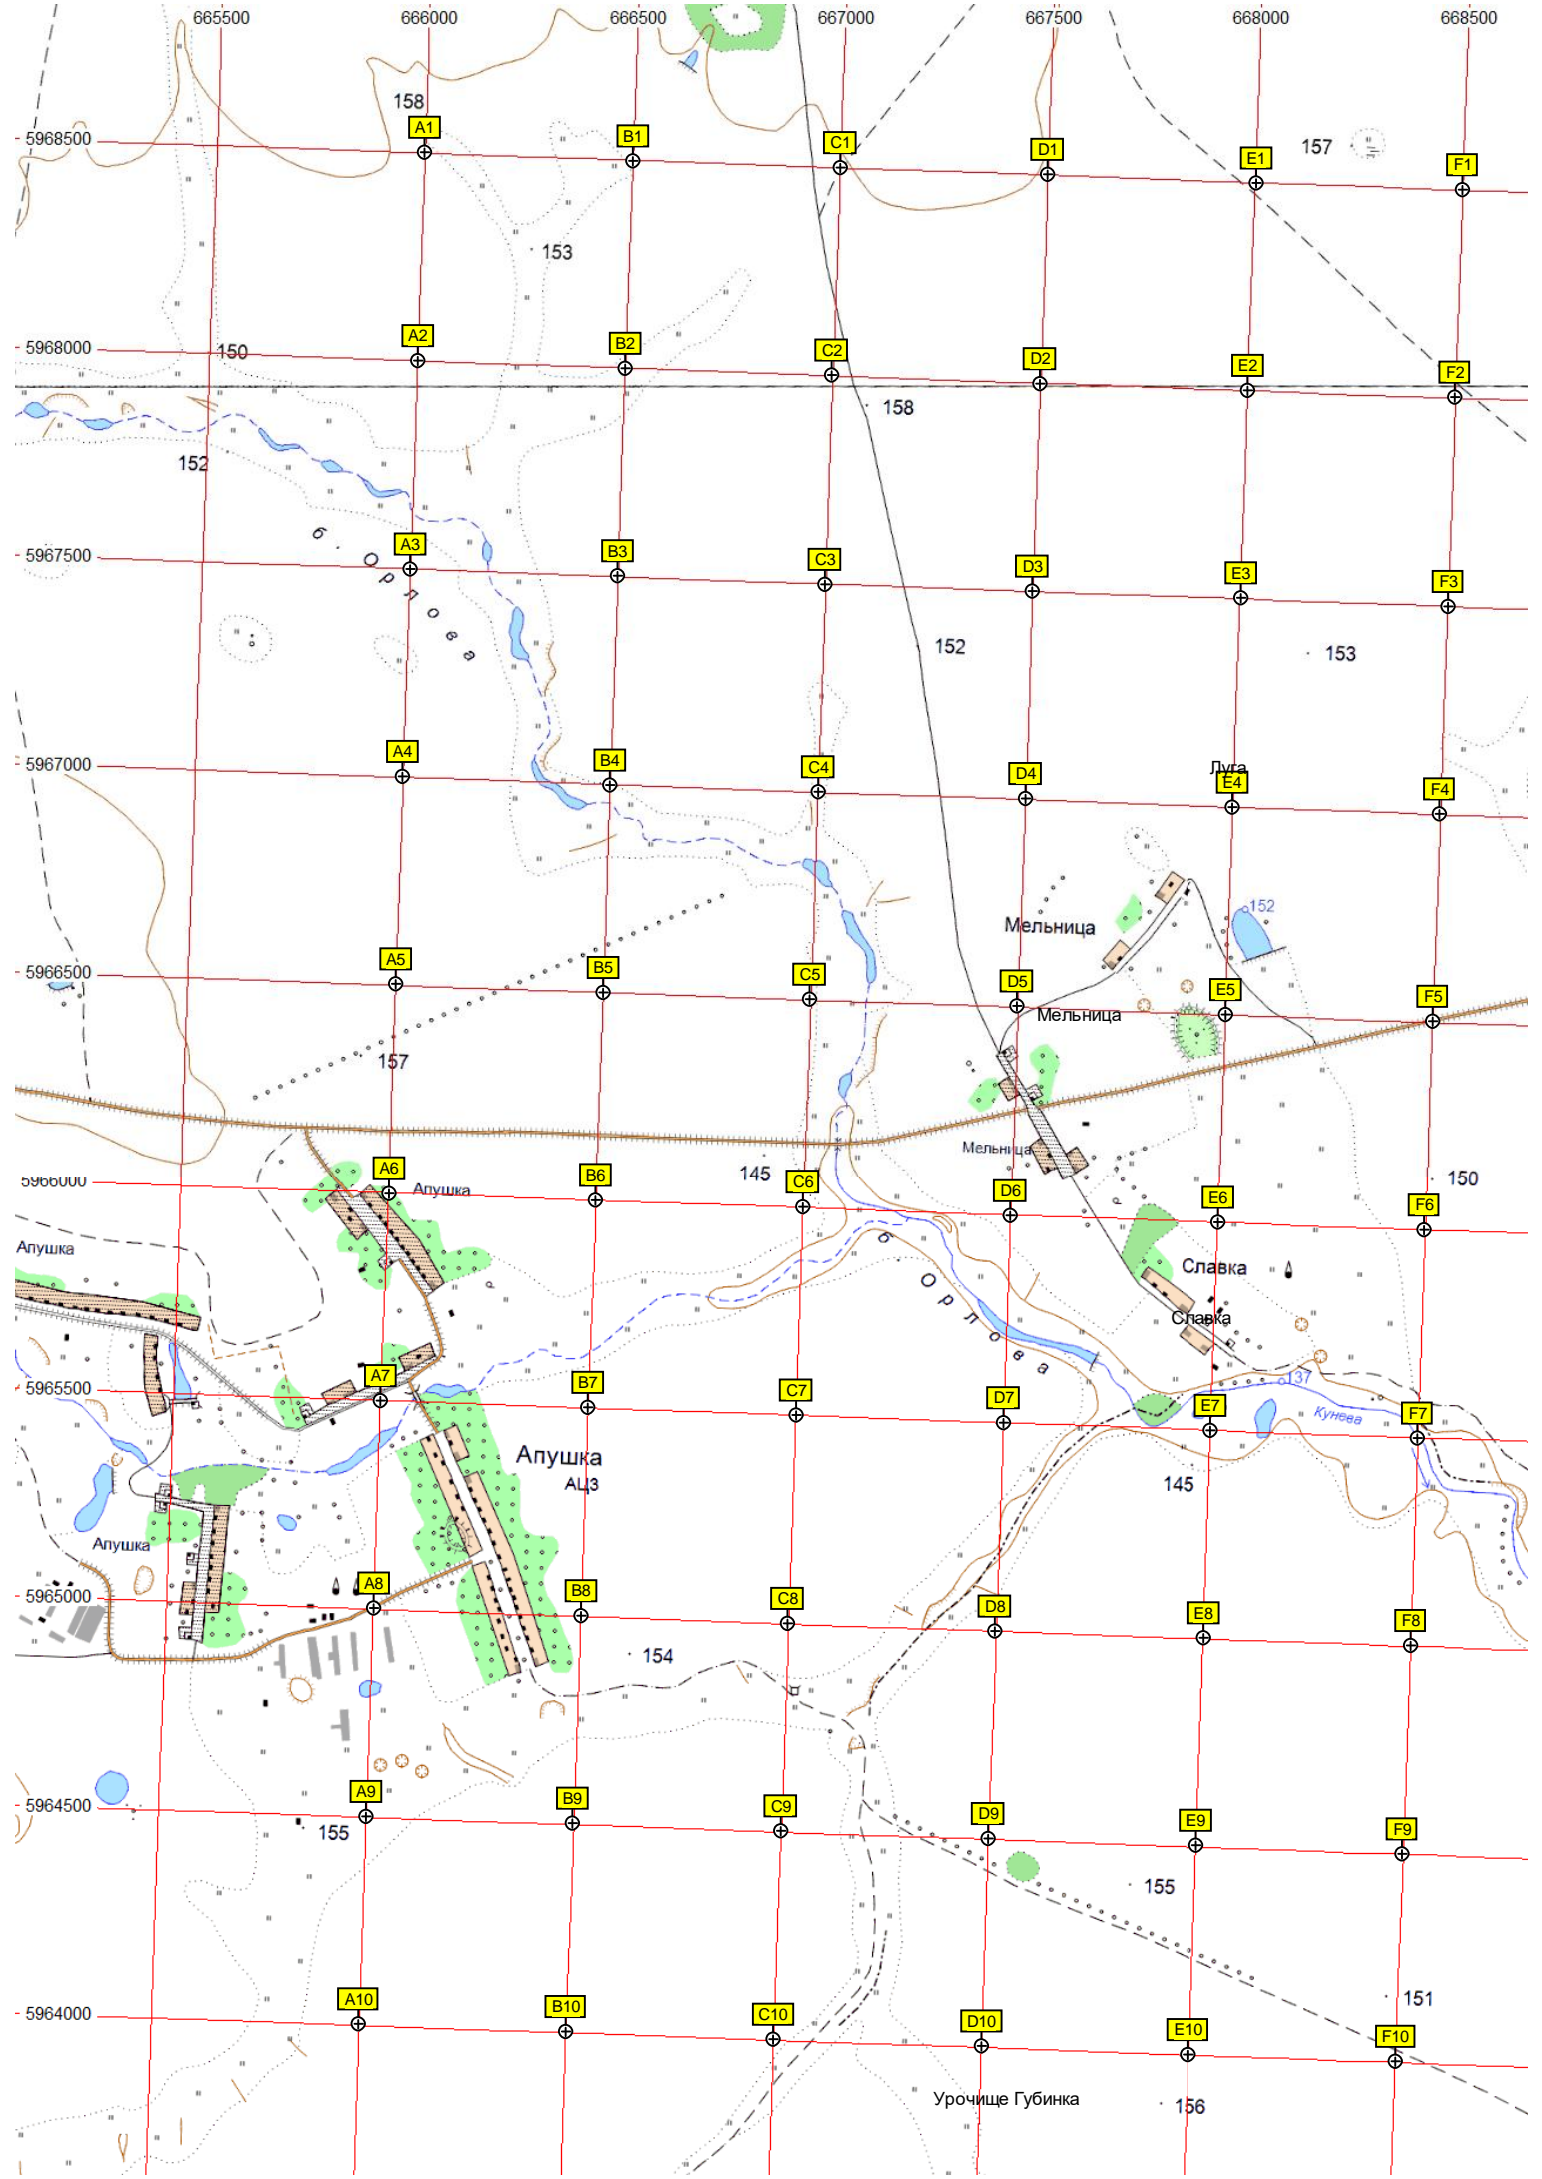 665500 666000 666500 667000 667500 668000 668500
158
5968500
A1 B1 C1 D1 E1 157 F1
153
5968000
A2 B2 C2 D2 E2 F2
150
158
152
5967500
A3 B3 C3 D3 E3 F3
б. Орлова
152
153
5967000
A4 B4 C4 D4 Луга
E4 F4
152
Мельница
5966500
A5 B5 C5 D5 E5 F5
Мельница
157
Мельница
145
150
5966000
A6 Апушка B6 C6 D6 E6 F6
Апушка
б. Орлова
Славка
Славка
137
5965500
A7 B7 C7 D7 E7 Кунева F7
Апушка
АЦЗ
145
Апушка
5965000
A8 B8 C8 D8 E8 F8
154
5964500
A9 B9 C9 D9 E9 F9
155
155
151
5964000
A10 B10 C10 D10 E10 F10
Урочище Губинка
156